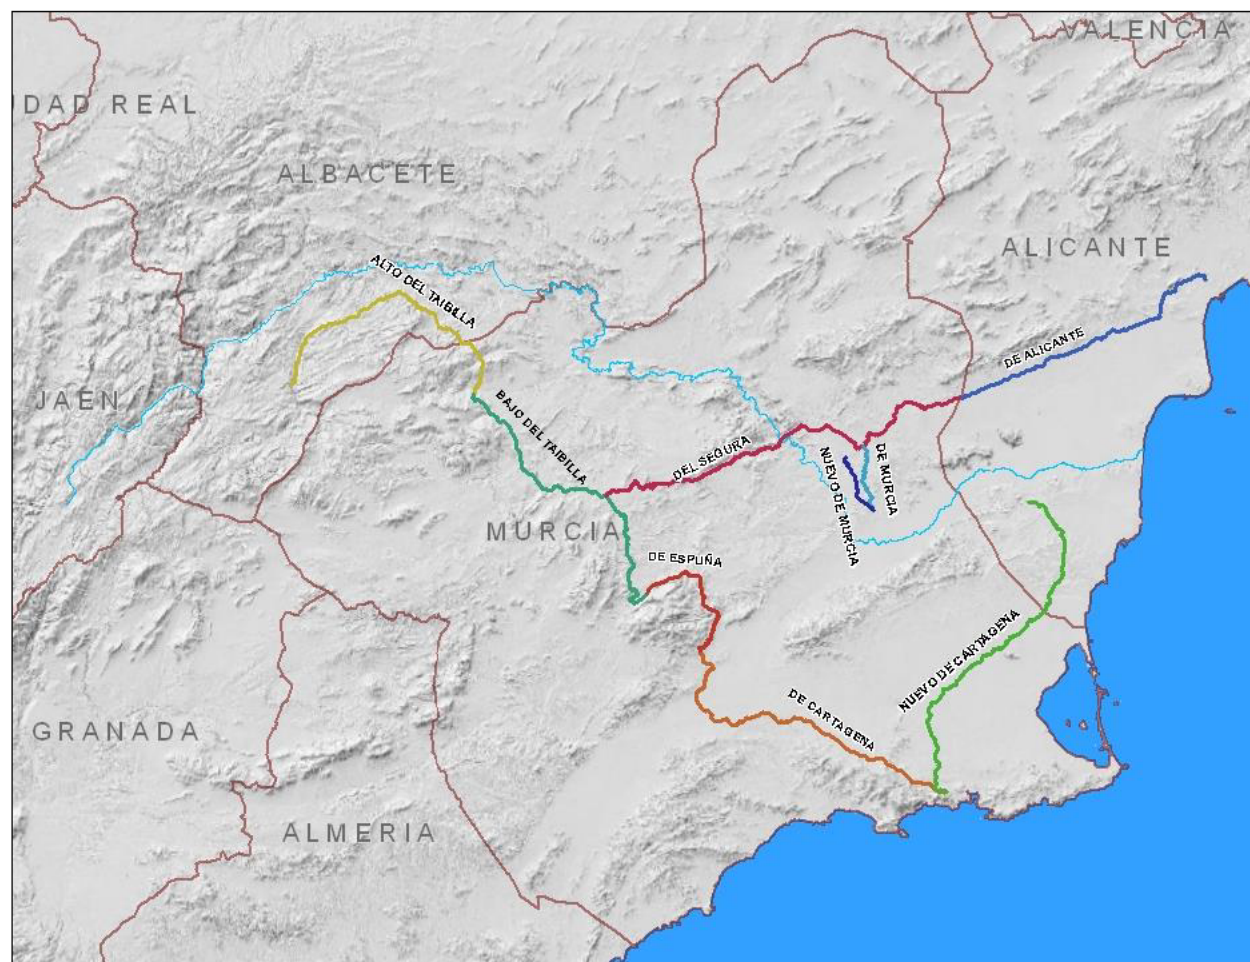 VALENCIA
UDAD REAL
ALBACETE
ALICANTE
ALTO DEL TAIBILLA
DE ALICANTE
JAEN
BAJO DEL TAIBILLA
DEL SEGURA
NUEVO DE MURCIA
DE MURCIA
MURCIA
DE ESPUÑA
NUEVO DE CARTAGENA
DE CARTAGENA
GRANADA
ALMERIA